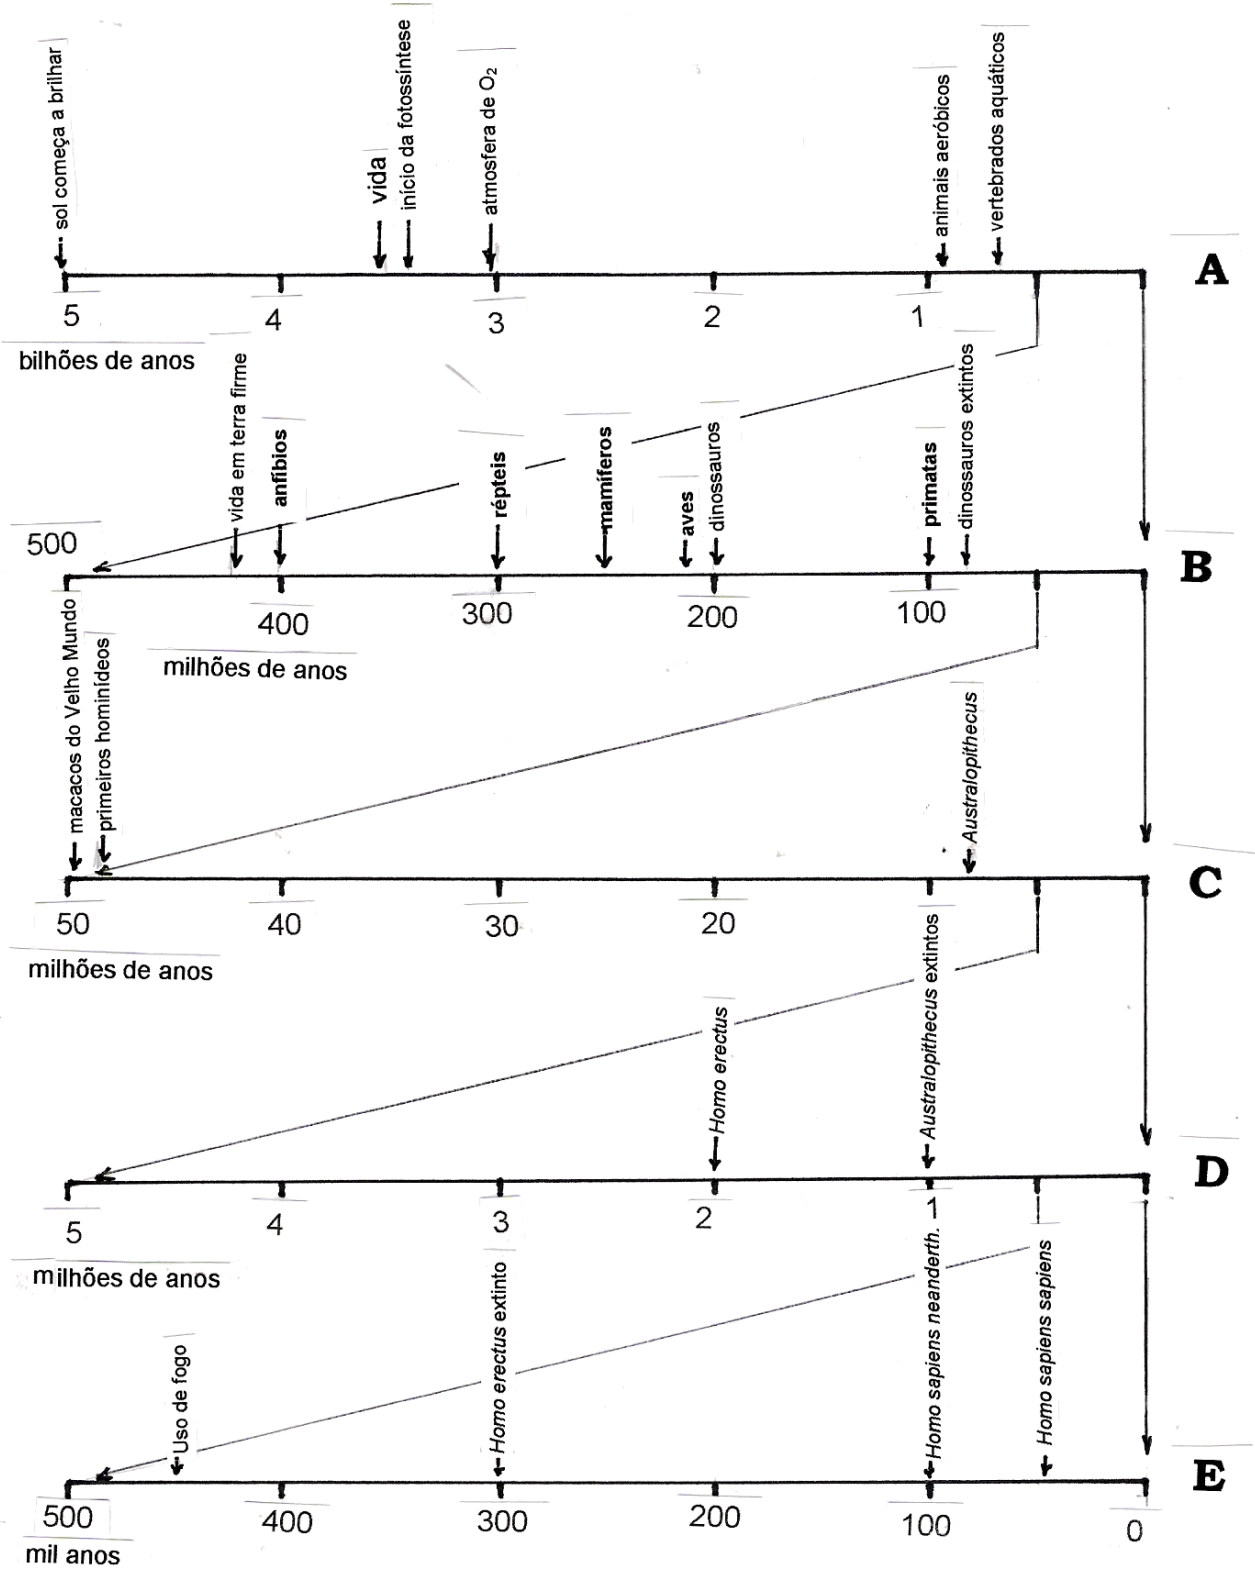 sol começa a brilhar
vida
início da fotossíntese
atmosfera de O₂
animais aeróbicos
vertebrados aquáticos
A
5
4
3
2
1
bilhões de anos
vida em terra firme
anfíbios
répteis
mamíferos
aves
dinossauros
primatas
dinossauros extintos
B
500
400
300
200
100
milhões de anos
macacos do Velho Mundo
primeiros hominídeos
Australopithecus
C
50
40
30
20
milhões de anos
Homo erectus
Australopithecus extintos
D
5
4
3
2
1
milhões de anos
Uso de fogo
Homo erectus extinto
Homo sapiens neanderth.
Homo sapiens sapiens
E
500
400
300
200
100
0
mil anos